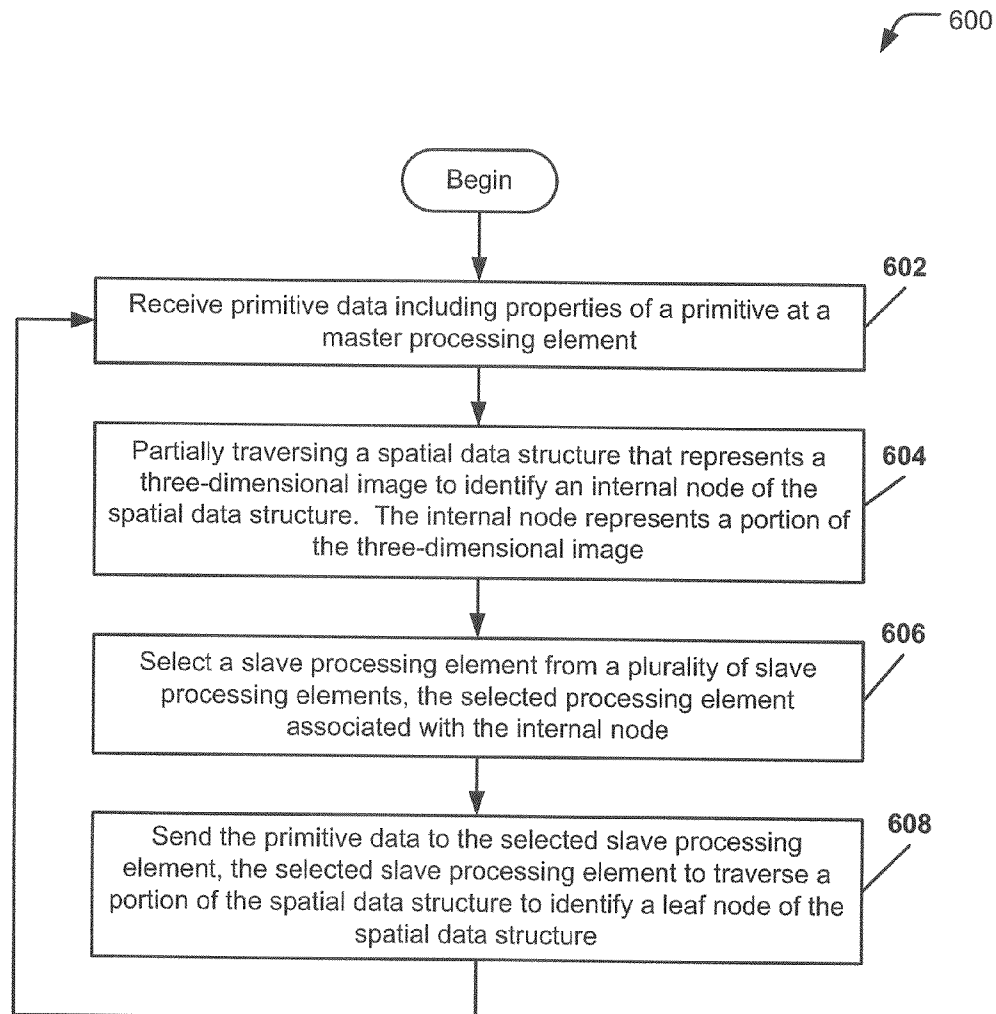 600
Begin
602
Receive primitive data including properties of a primitive at a
master processing element
604
Partially traversing a spatial data structure that represents a
three-dimensional image to identify an internal node of the
spatial data structure.  The internal node represents a portion of
the three-dimensional image
606
Select a slave processing element from a plurality of slave
processing elements, the selected processing element
associated with the internal node
608
Send the primitive data to the selected slave processing
element, the selected slave processing element to traverse a
portion of the spatial data structure to identify a leaf node of the
spatial data structure